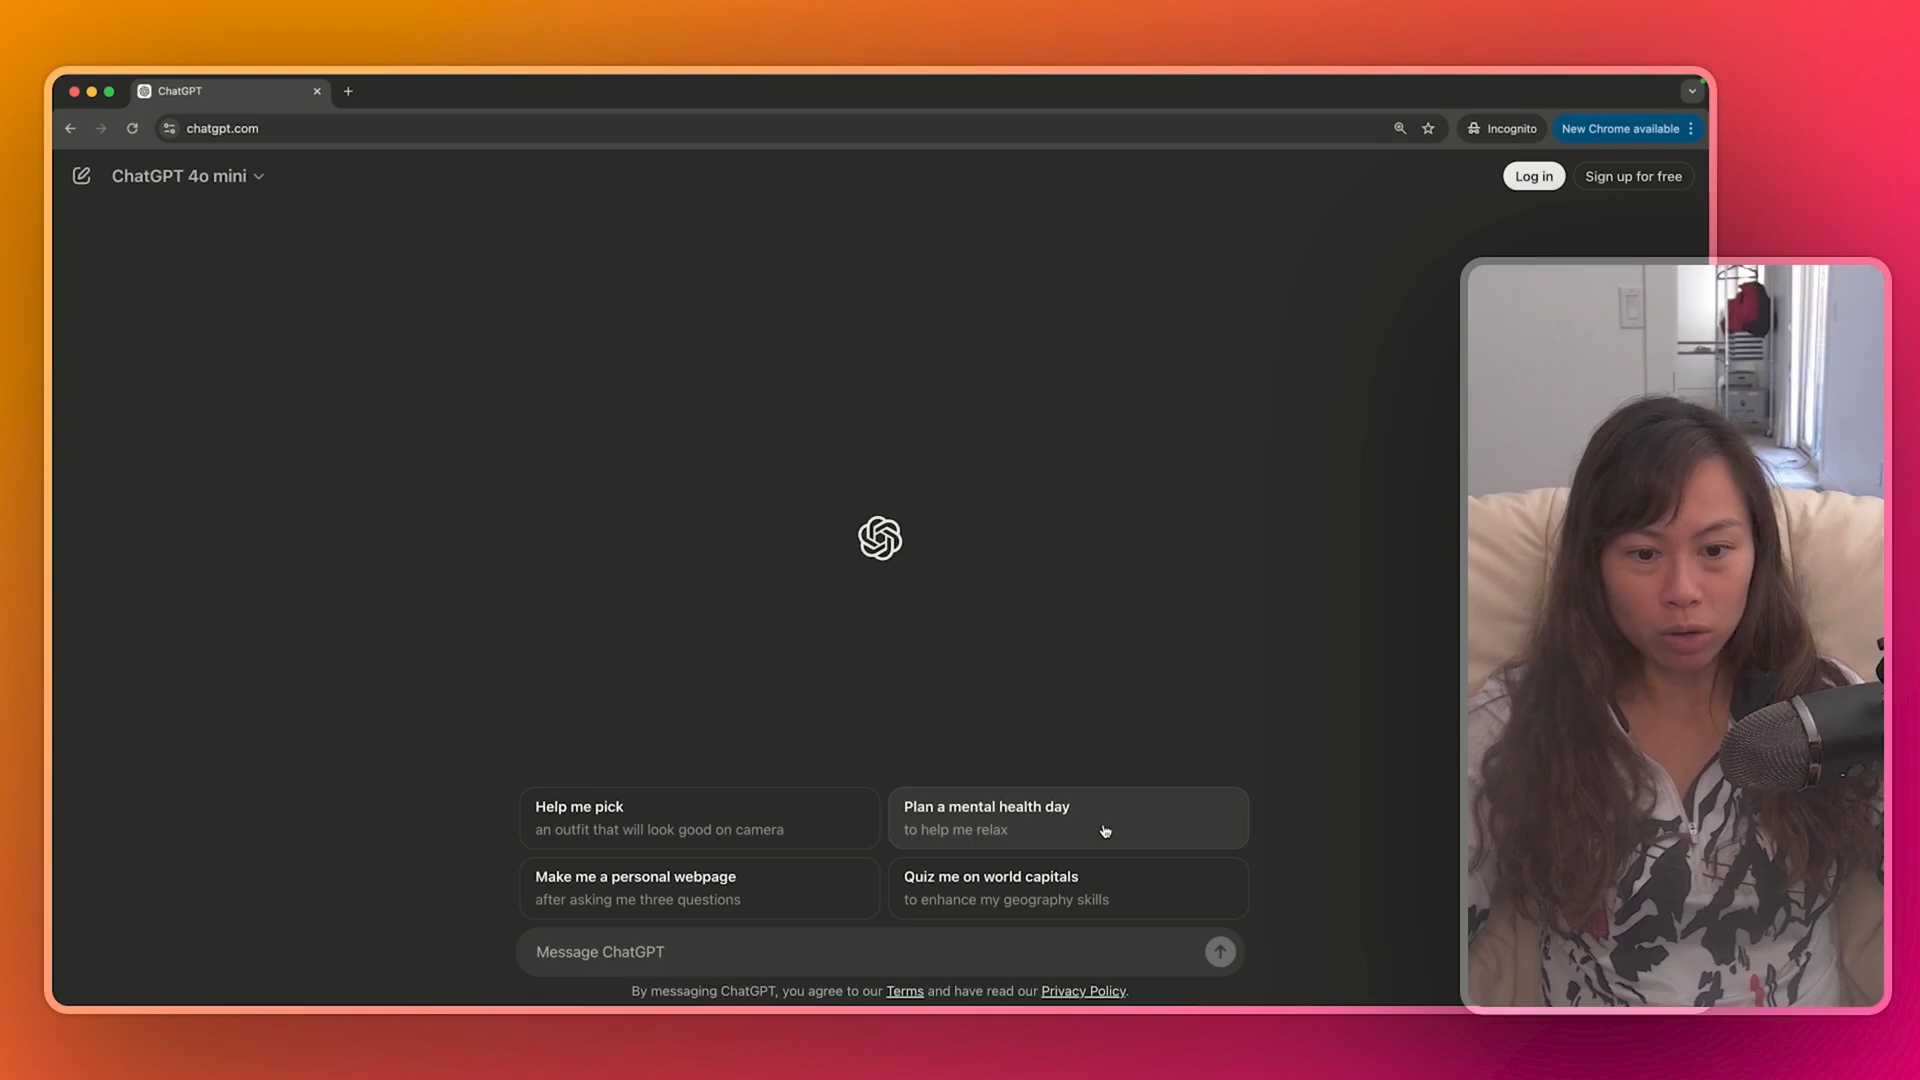 ChatGPT
chatgpt.com
Incognito
New Chrome available
ChatGPT 4o mini
Log in
Sign up for free
Help me pick
an outfit that will look good on camera
Plan a mental health day
to help me relax
Make me a personal webpage
after asking me three questions
Quiz me on world capitals
to enhance my geography skills
Message ChatGPT
By messaging ChatGPT, you agree to our Terms and have read our Privacy Policy.